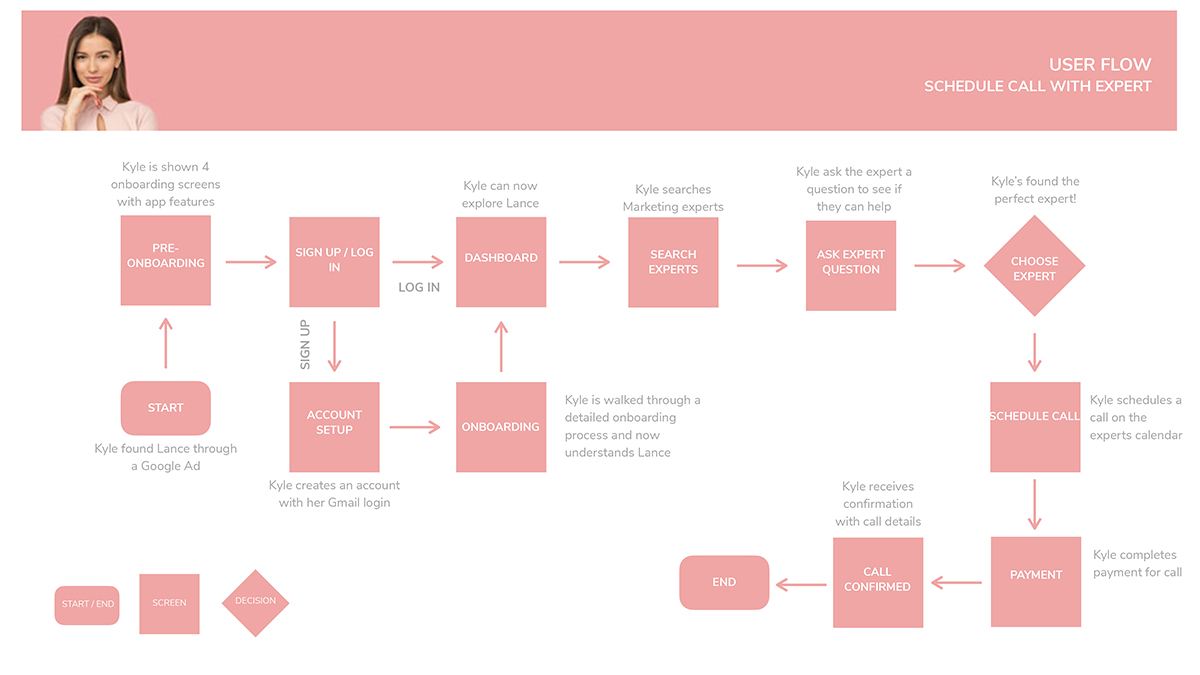 USER FLOW
SCHEDULE CALL WITH EXPERT
Kyle is shown 4
onboarding screens
with app features
PRE-
ONBOARDING
SIGN UP / LOG
IN
LOG IN
SIGN UP
Kyle can now
explore Lance
DASHBOARD
Kyle searches
Marketing experts
SEARCH
EXPERTS
Kyle ask the expert a
question to see if
they can help
ASK EXPERT
QUESTION
Kyle's found the
perfect expert!
CHOOSE
EXPERT
START
Kyle found Lance through
a Google Ad
ACCOUNT
SETUP
Kyle creates an account
with her Gmail login
ONBOARDING
Kyle is walked through a
detailed onboarding
process and now
understands Lance
SCHEDULE CALL
Kyle schedules a
call on the
experts calendar
PAYMENT
Kyle completes
payment for call
Kyle receives
confirmation
with call details
CALL
CONFIRMED
END
START / END
SCREEN
DECISION